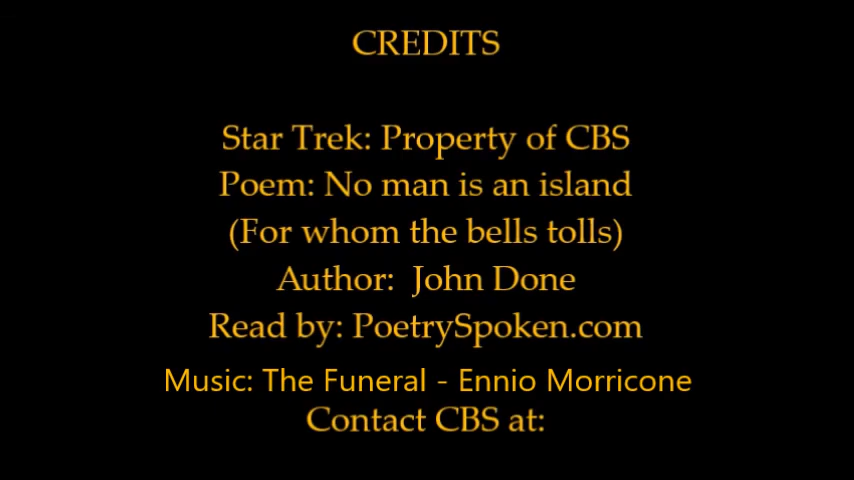 CREDITS
Star Trek: Property of CBS
Poem: No man is an island
(For whom the bells tolls)
Author:  John Done
Read by: PoetrySpoken.com
Music: The Funeral - Ennio Morricone
Contact CBS at: